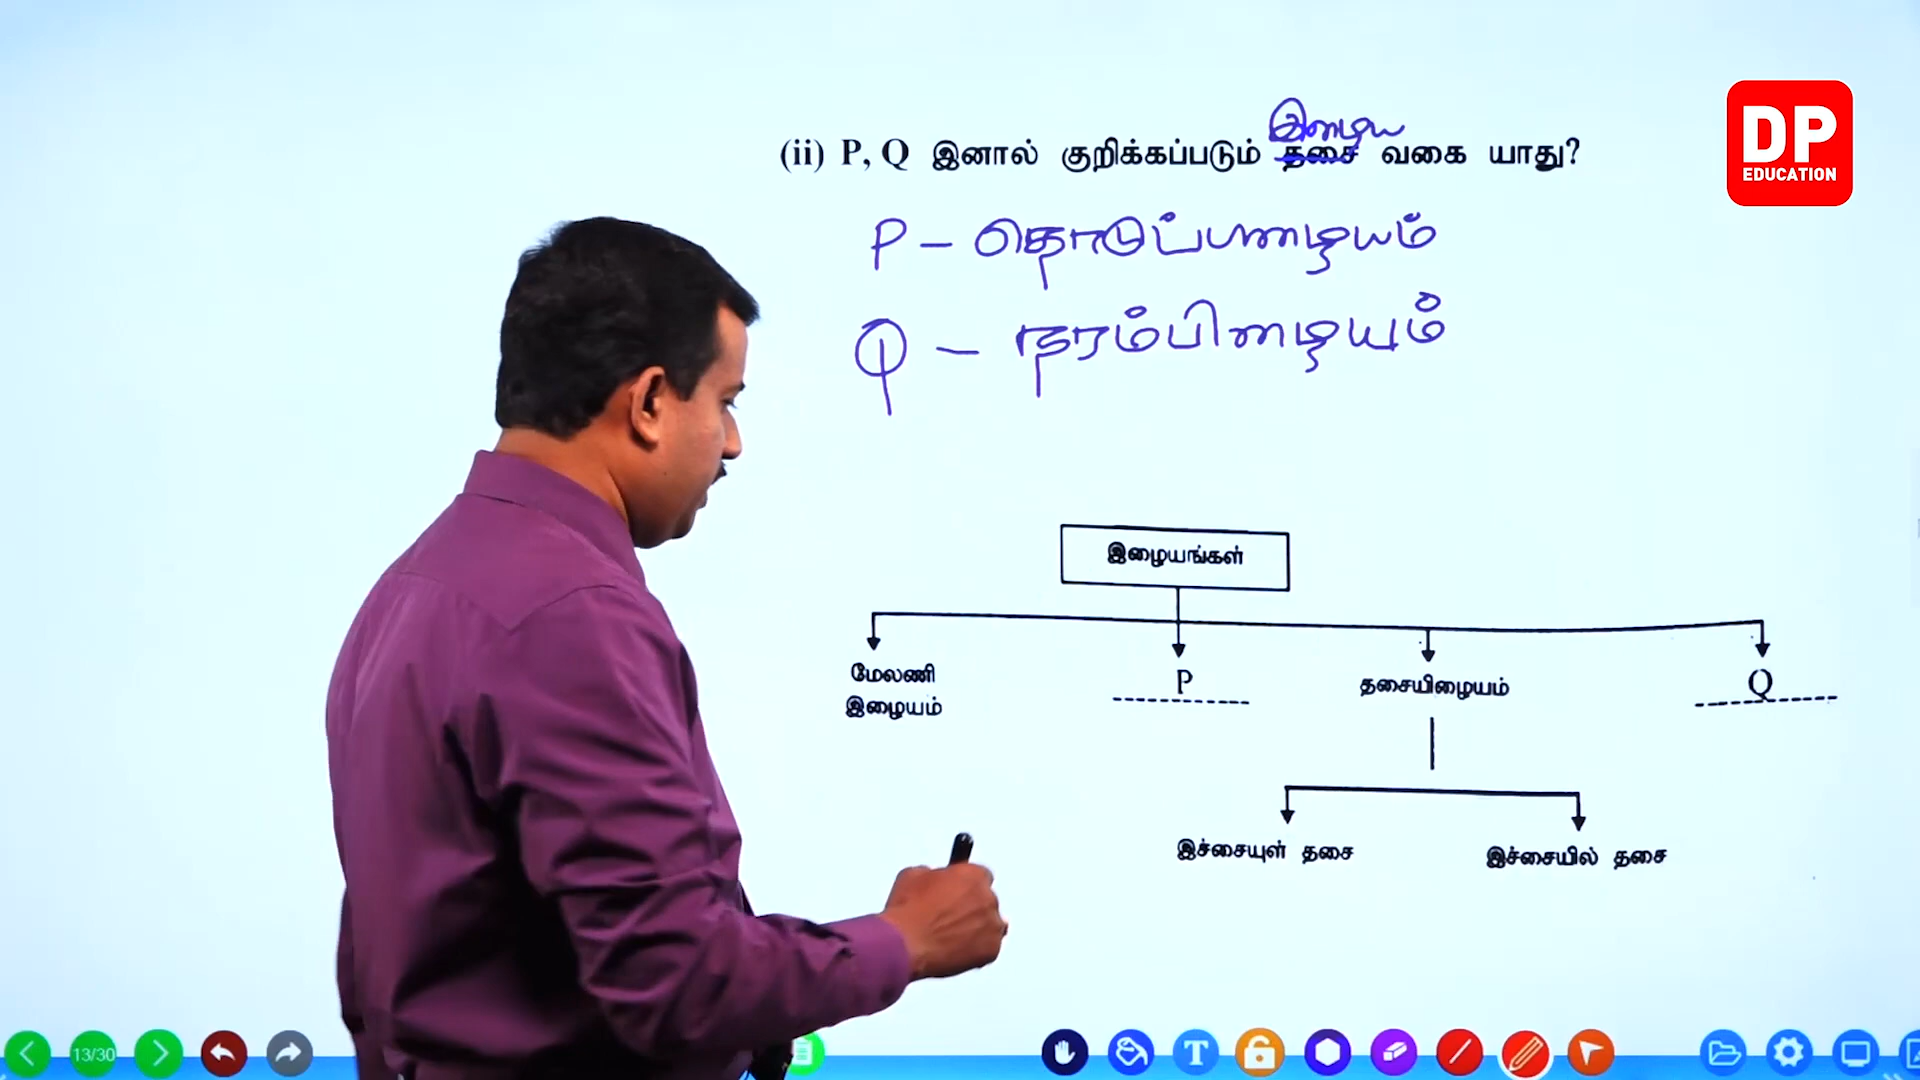 DP
EDUCATION
இழைய
(ii) P, Q இனால் குறிக்கப்படும் தசை வகை யாது?
P – தொடுப்பிழையம்
Q – நரம்பிழையம்
இழையங்கள்
மேலணி
இழையம்
P
தசையிழையம்
Q
இச்சையுள் தசை
இச்சையில் தசை
13/30
T